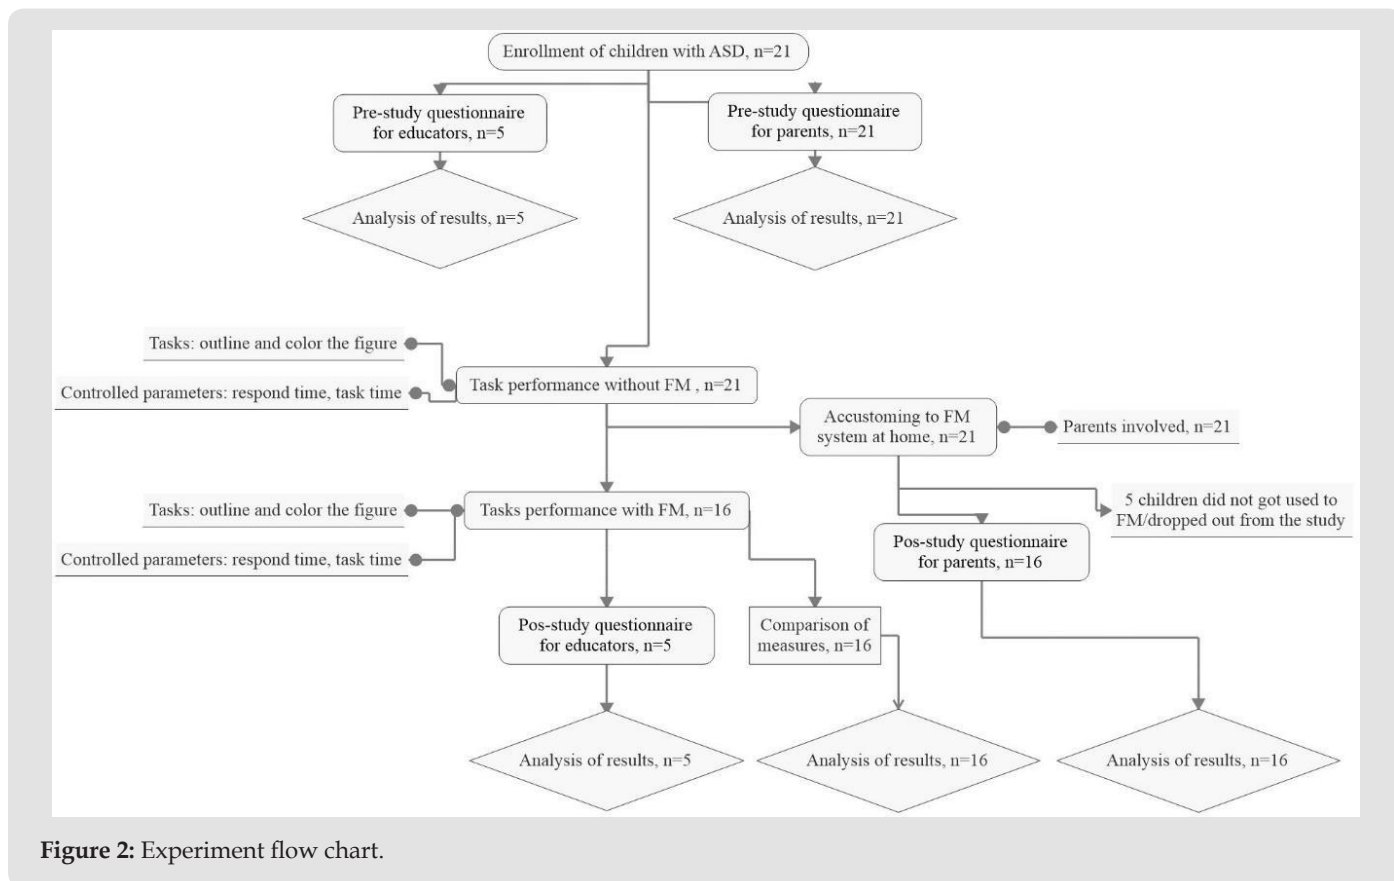 Enrollment of children with ASD, n=21
Pre-study questionnaire
for educators, n=5
Pre-study questionnaire
for parents, n=21
Analysis of results, n=5
Analysis of results, n=21
Tasks: outline and color the figure
Controlled parameters: respond time, task time
Task performance without FM , n=21
Accustoming to FM
system at home, n=21
Parents involved, n=21
Tasks: outline and color the figure
Controlled parameters: respond time, task time
Tasks performance with FM, n=16
5 children did not got used to
FM/dropped out from the study
Pos-study questionnaire
for parents, n=16
Pos-study questionnaire
for educators, n=5
Comparison of
measures, n=16
Analysis of results, n=5
Analysis of results, n=16
Analysis of results, n=16
Figure 2: Experiment flow chart.